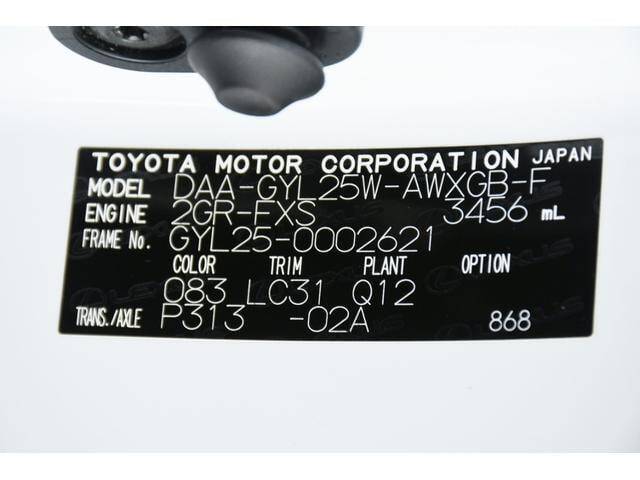 TOYOTA MOTOR CORPORATION JAPAN
MODEL DAA-GYL25W-AWXGB-F
ENGINE 2GR-FXS 3456 mL
FRAME No. GYL25-0002621
COLOR TRIM PLANT OPTION
083 LC31 Q12
TRANS./AXLE P313 -02A 868